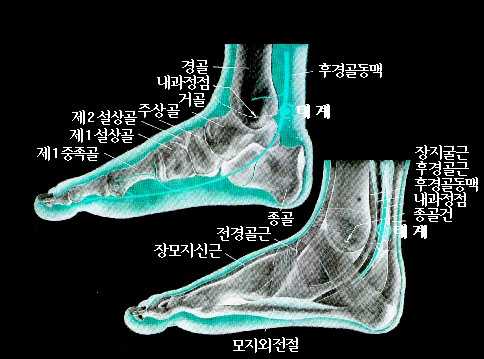 경골
내과정점
거골
후경골동맥
태계
제2설상골
주상골
제1설상골
제1중족골
종골
장지굴근
후경골근
후경골동맥
내과정점
종골건
태계
전경골근
장모지신근
모지외전절